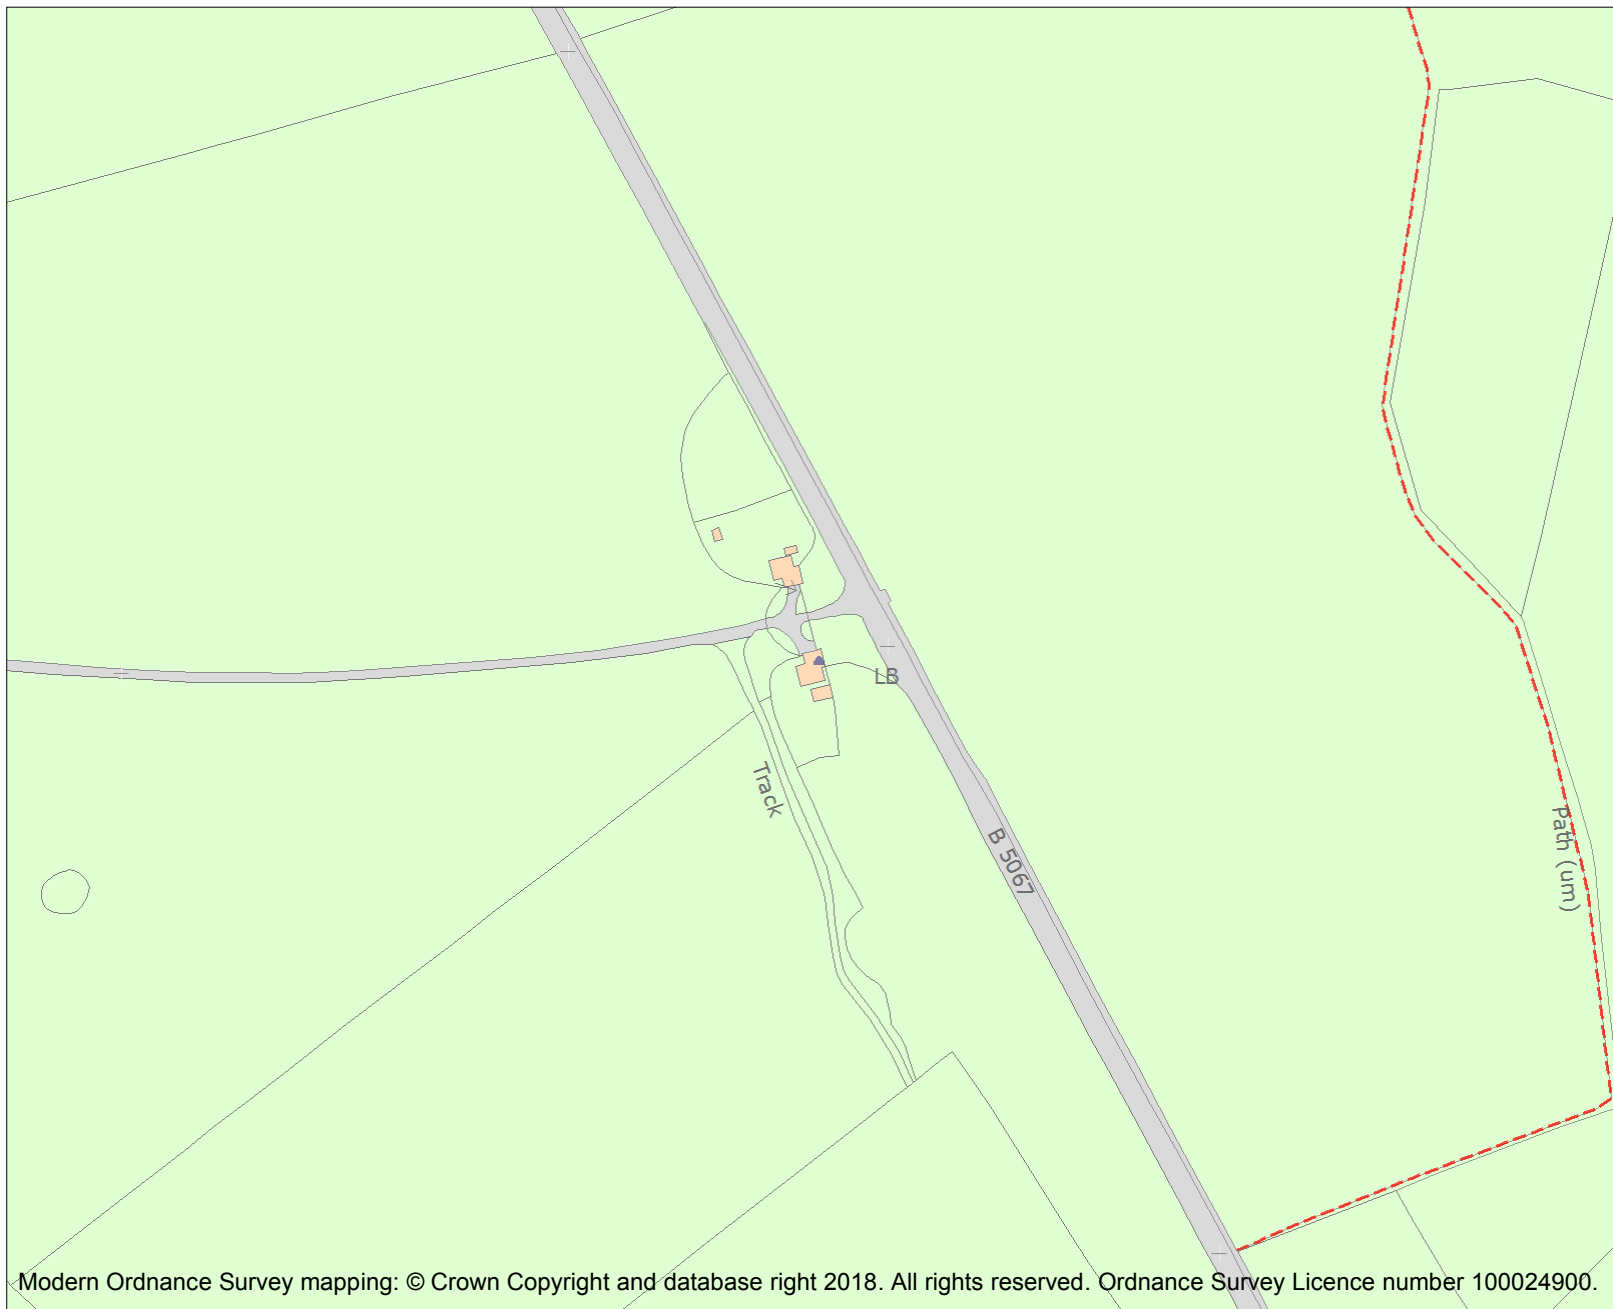 LB
Track
B 5067
Path (um)
Modern Ordnance Survey mapping: © Crown Copyright and database right 2018. All rights reserved. Ordnance Survey Licence number 100024900.